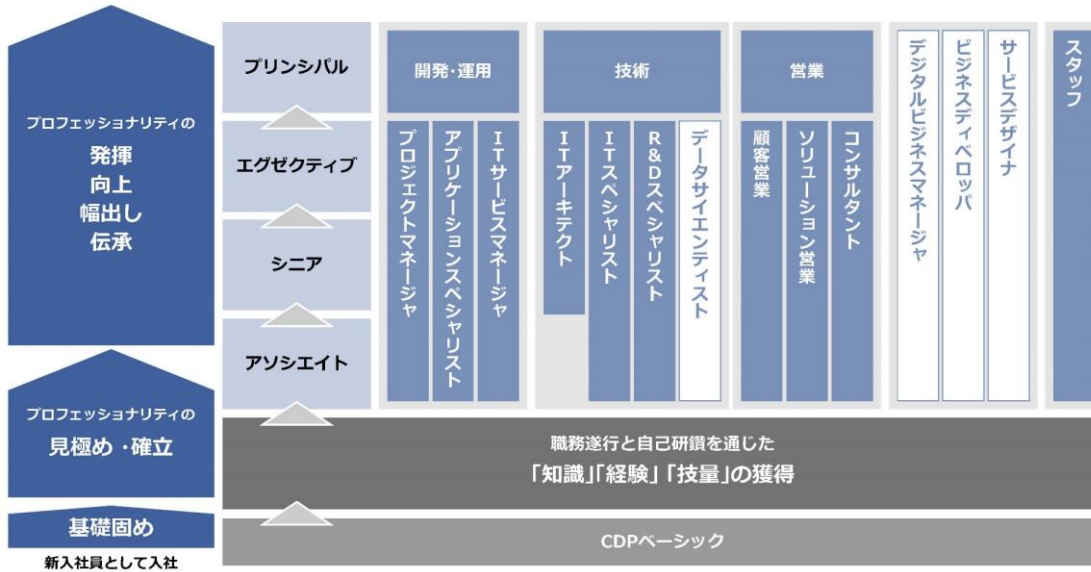 プロフェッショナリティの
発揮
向上
幅出し
伝承
プロフェッショナリティの
見極め・確立
基礎固め
新入社員として入社
プリンシパル
エグゼクティブ
シニア
アソシエイト
開発・運用
プロジェクトマネージャ
アプリケーションスペシャリスト
ITサービスマネージャ
技術
ITアーキテクト
ITスペシャリスト
R&Dスペシャリスト
データサイエンティスト
営業
顧客営業
ソリューション営業
コンサルタント
デジタルビジネスマネージャ
ビジネスディベロッパ
サービスデザイナ
スタッフ
職務遂行と自己研鑽を通じた
「知識」「経験」「技量」の獲得
CDPベーシック